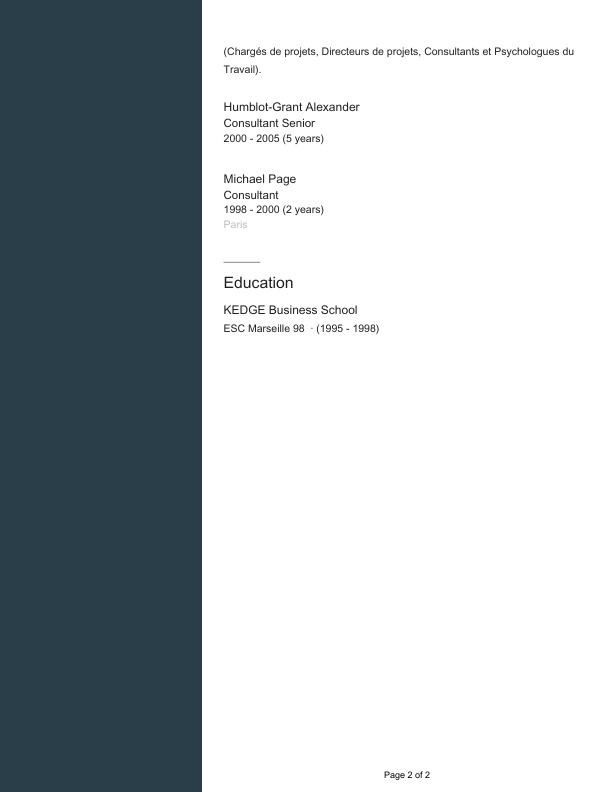 (Chargés de projets, Directeurs de projets, Consultants et Psychologues du
Travail).
Humblot-Grant Alexander
Consultant Senior
2000 - 2005 (5 years)
Michael Page
Consultant
1998 - 2000 (2 years)
Paris
Education
KEDGE Business School
ESC Marseille 98 · (1995 - 1998)
Page 2 of 2